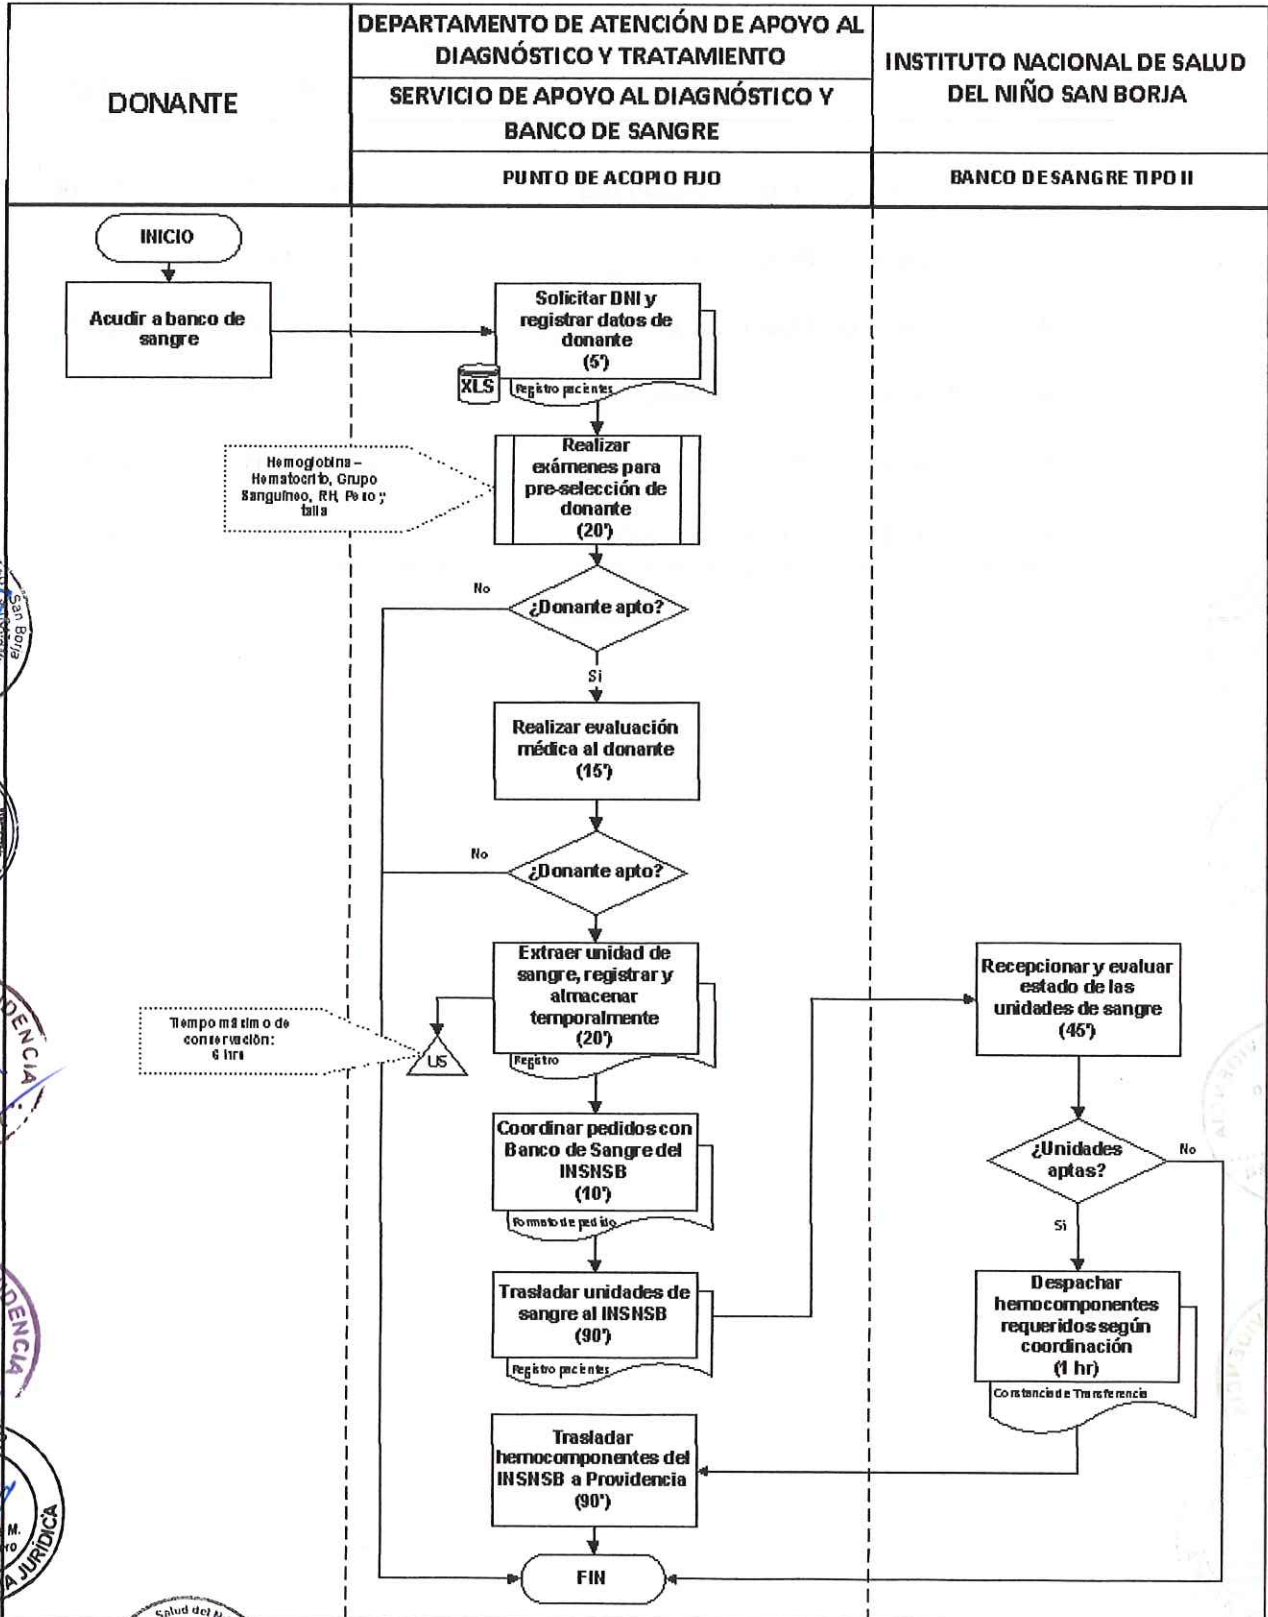 DONANTE
DEPARTAMENTO DE ATENCIÓN DE APOYO AL
DIAGNÓSTICO Y TRATAMIENTO
SERVICIO DE APOYO AL DIAGNÓSTICO Y
BANCO DE SANGRE
PUNTO DE ACOPIO FIJO
INSTITUTO NACIONAL DE SALUD
DEL NIÑO SAN BORJA
BANCO DE SANGRE TIPO II
INICIO
Acudir a banco de
sangre
Solicitar DNI y
registrar datos de
donante
(5')
XLS
Registro pacientes
Hemoglobina –
Hematocrito, Grupo
Sanguíneo, RH, Peso y
talla
Realizar
exámenes para
pre-selección de
donante
(20')
No
¿Donante apto?
Si
Realizar evaluación
médica al donante
(15')
No
¿Donante apto?
Extraer unidad de
sangre, registrar y
almacenar
temporalmente
(20')
Registro
Tiempo máximo de
conservación:
6 hrs
US
Coordinar pedidos con
Banco de Sangre del
INSNSB
(10')
Formato de pedido
Trasladar unidades de
sangre al INSNSB
(90')
Registro pacientes
Recepcionar y evaluar
estado de las
unidades de sangre
(45')
¿Unidades
aptas?
No
Si
Despachar
hemocomponentes
requeridos según
coordinación
(1 hr)
Constancia de Transferencia
Trasladar
hemocomponentes del
INSNSB a Providencia
(90')
FIN
San Borja
DENCIA
DENCIA
M.
JURÍDICA
Salud del